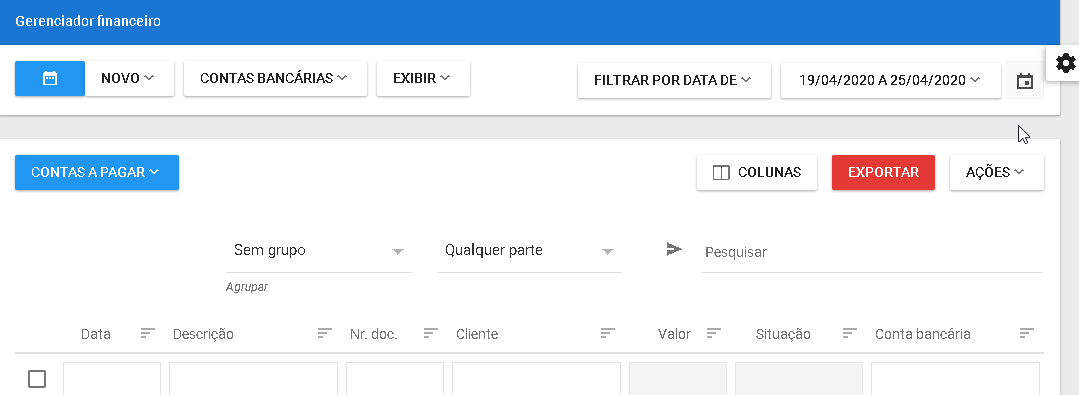 Gerenciador financeiro
NOVO CONTAS BANCÁRIAS EXIBIR FILTRAR POR DATA DE 19/04/2020 A 25/04/2020
CONTAS A PAGAR COLUNAS EXPORTAR AÇÕES
Sem grupo Qualquer parte Pesquisar
Agrupar
Data Descrição Nr. doc. Cliente Valor Situação Conta bancária